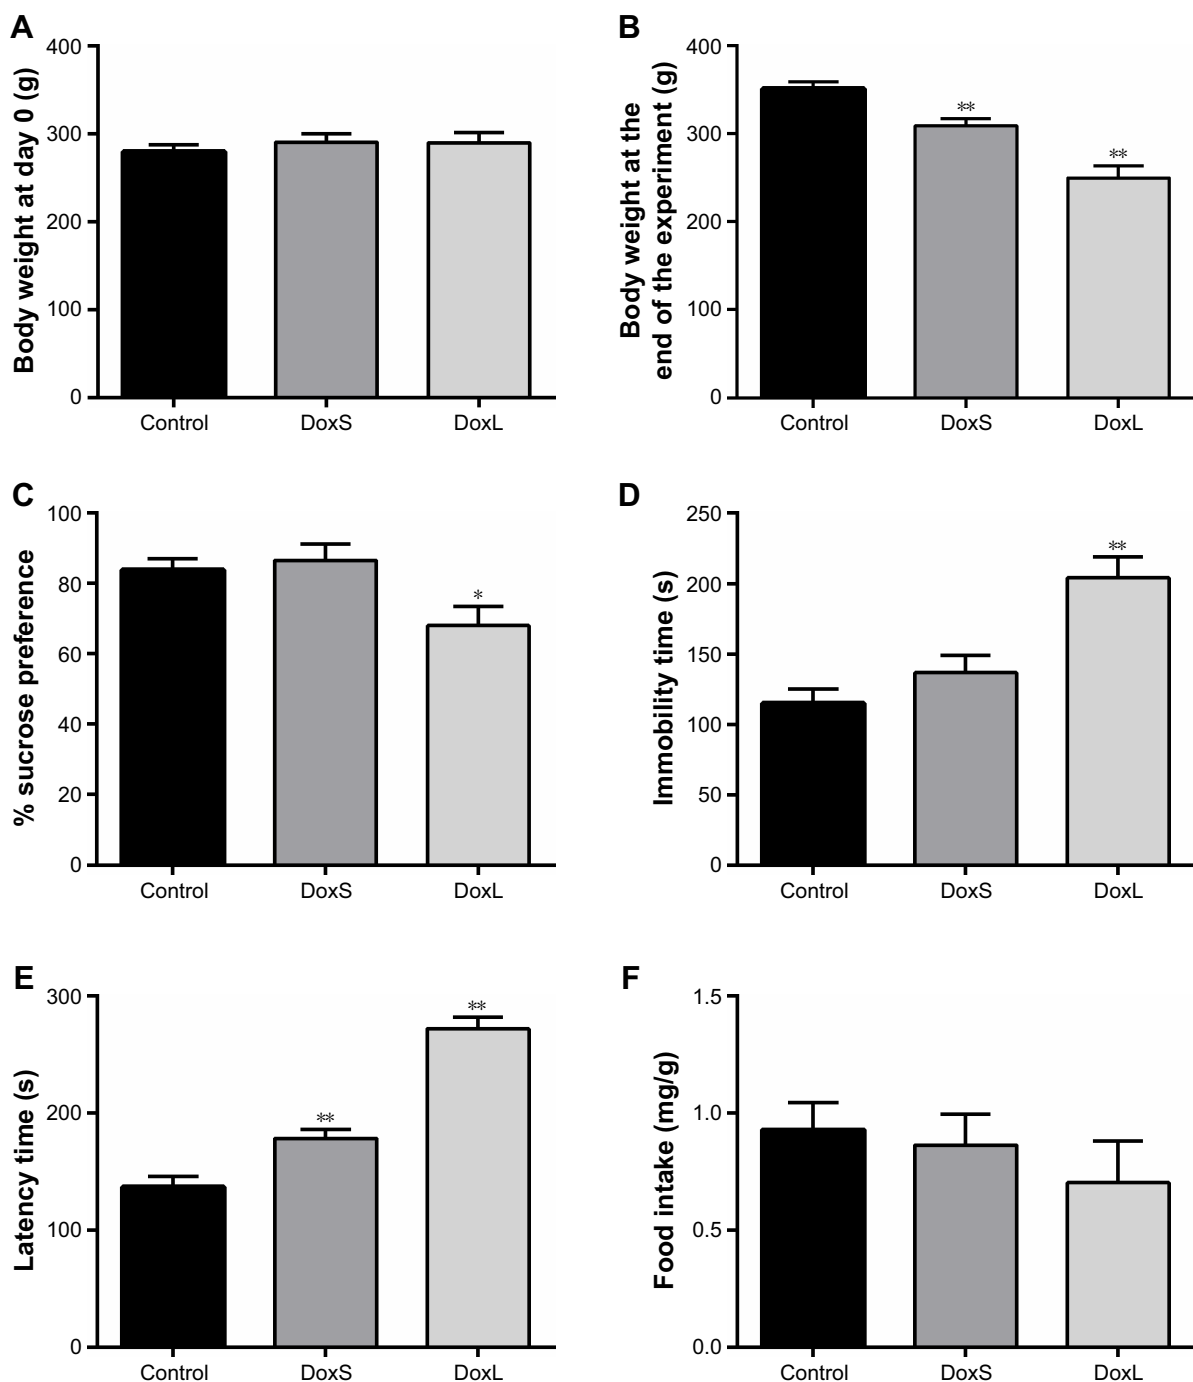 A
Body weight at day 0 (g)
400
300
200
100
0
Control DoxS DoxL
B
Body weight at the
end of the experiment (g)
400
300
200
100
0
**
**
Control DoxS DoxL
C
% sucrose preference
100
80
60
40
20
0
*
Control DoxS DoxL
D
Immobility time (s)
250
200
150
100
50
0
**
Control DoxS DoxL
E
Latency time (s)
300
200
100
0
**
**
Control DoxS DoxL
F
Food intake (mg/g)
1.5
1.0
0.5
0.0
Control DoxS DoxL